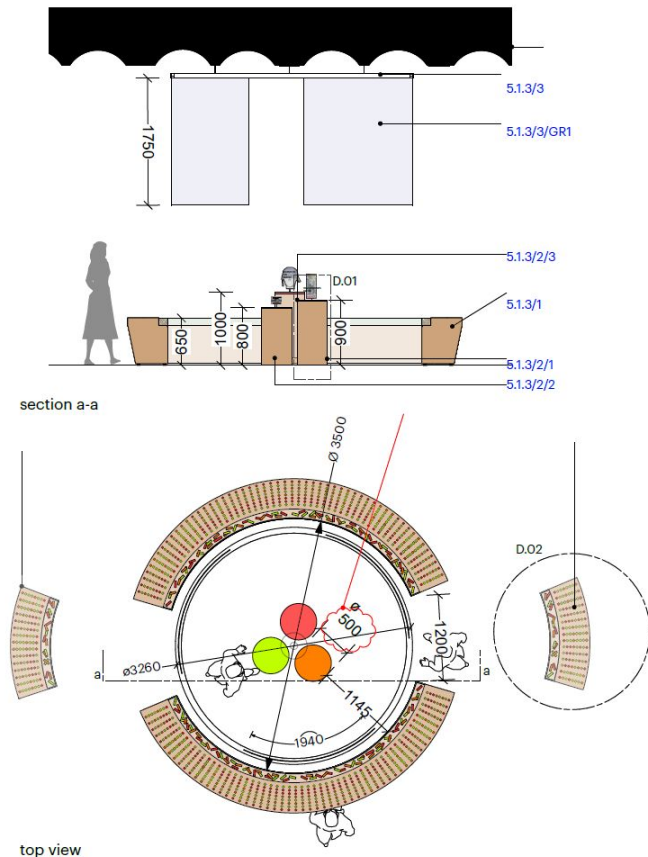 5.1.3/3
1750
5.1.3/3/GR1
5.1.3/2/3
D.01
5.1.3/1
650
1000
800
900
5.1.3/2/1
5.1.3/2/2
section a-a
Ø 3500
D.02
ø
500
1200
ø3260
a
a
1145
1940
top view